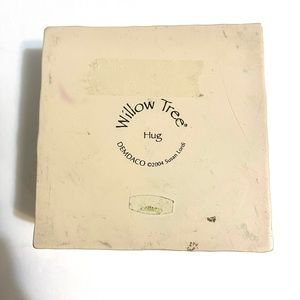 Willow Tree®
Hug
DEMDACO ©2004 Susan Lordi